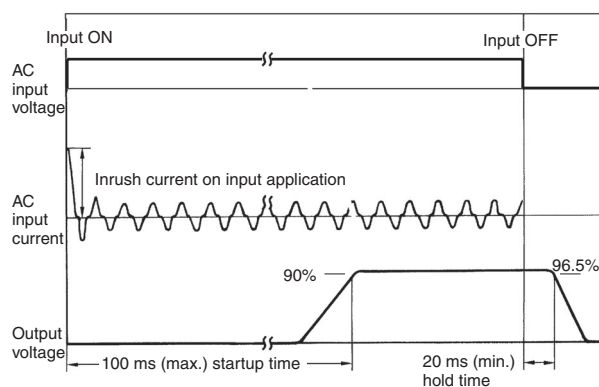 Input ON
Input OFF
AC
input
voltage
Inrush current on input application
AC
input
current
90%
96.5%
Output
voltage
100 ms (max.) startup time
20 ms (min.)
hold time